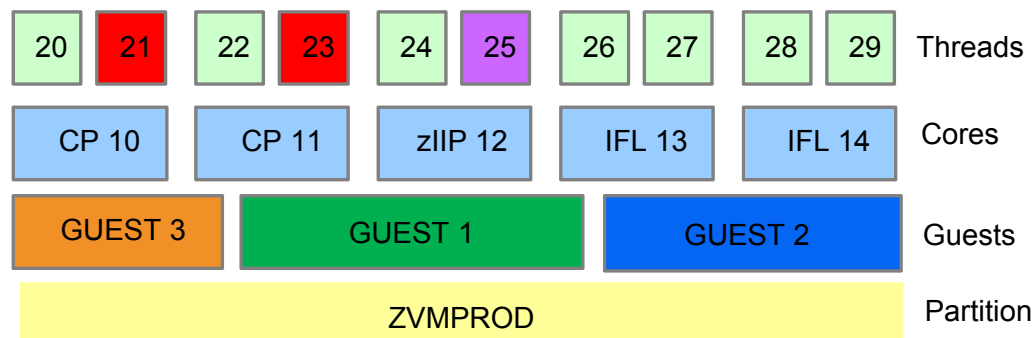 20 21 22 23 24 25 26 27 28 29 Threads
CP 10 CP 11 zIIP 12 IFL 13 IFL 14 Cores
GUEST 3 GUEST 1 GUEST 2 Guests
ZVMPROD Partition